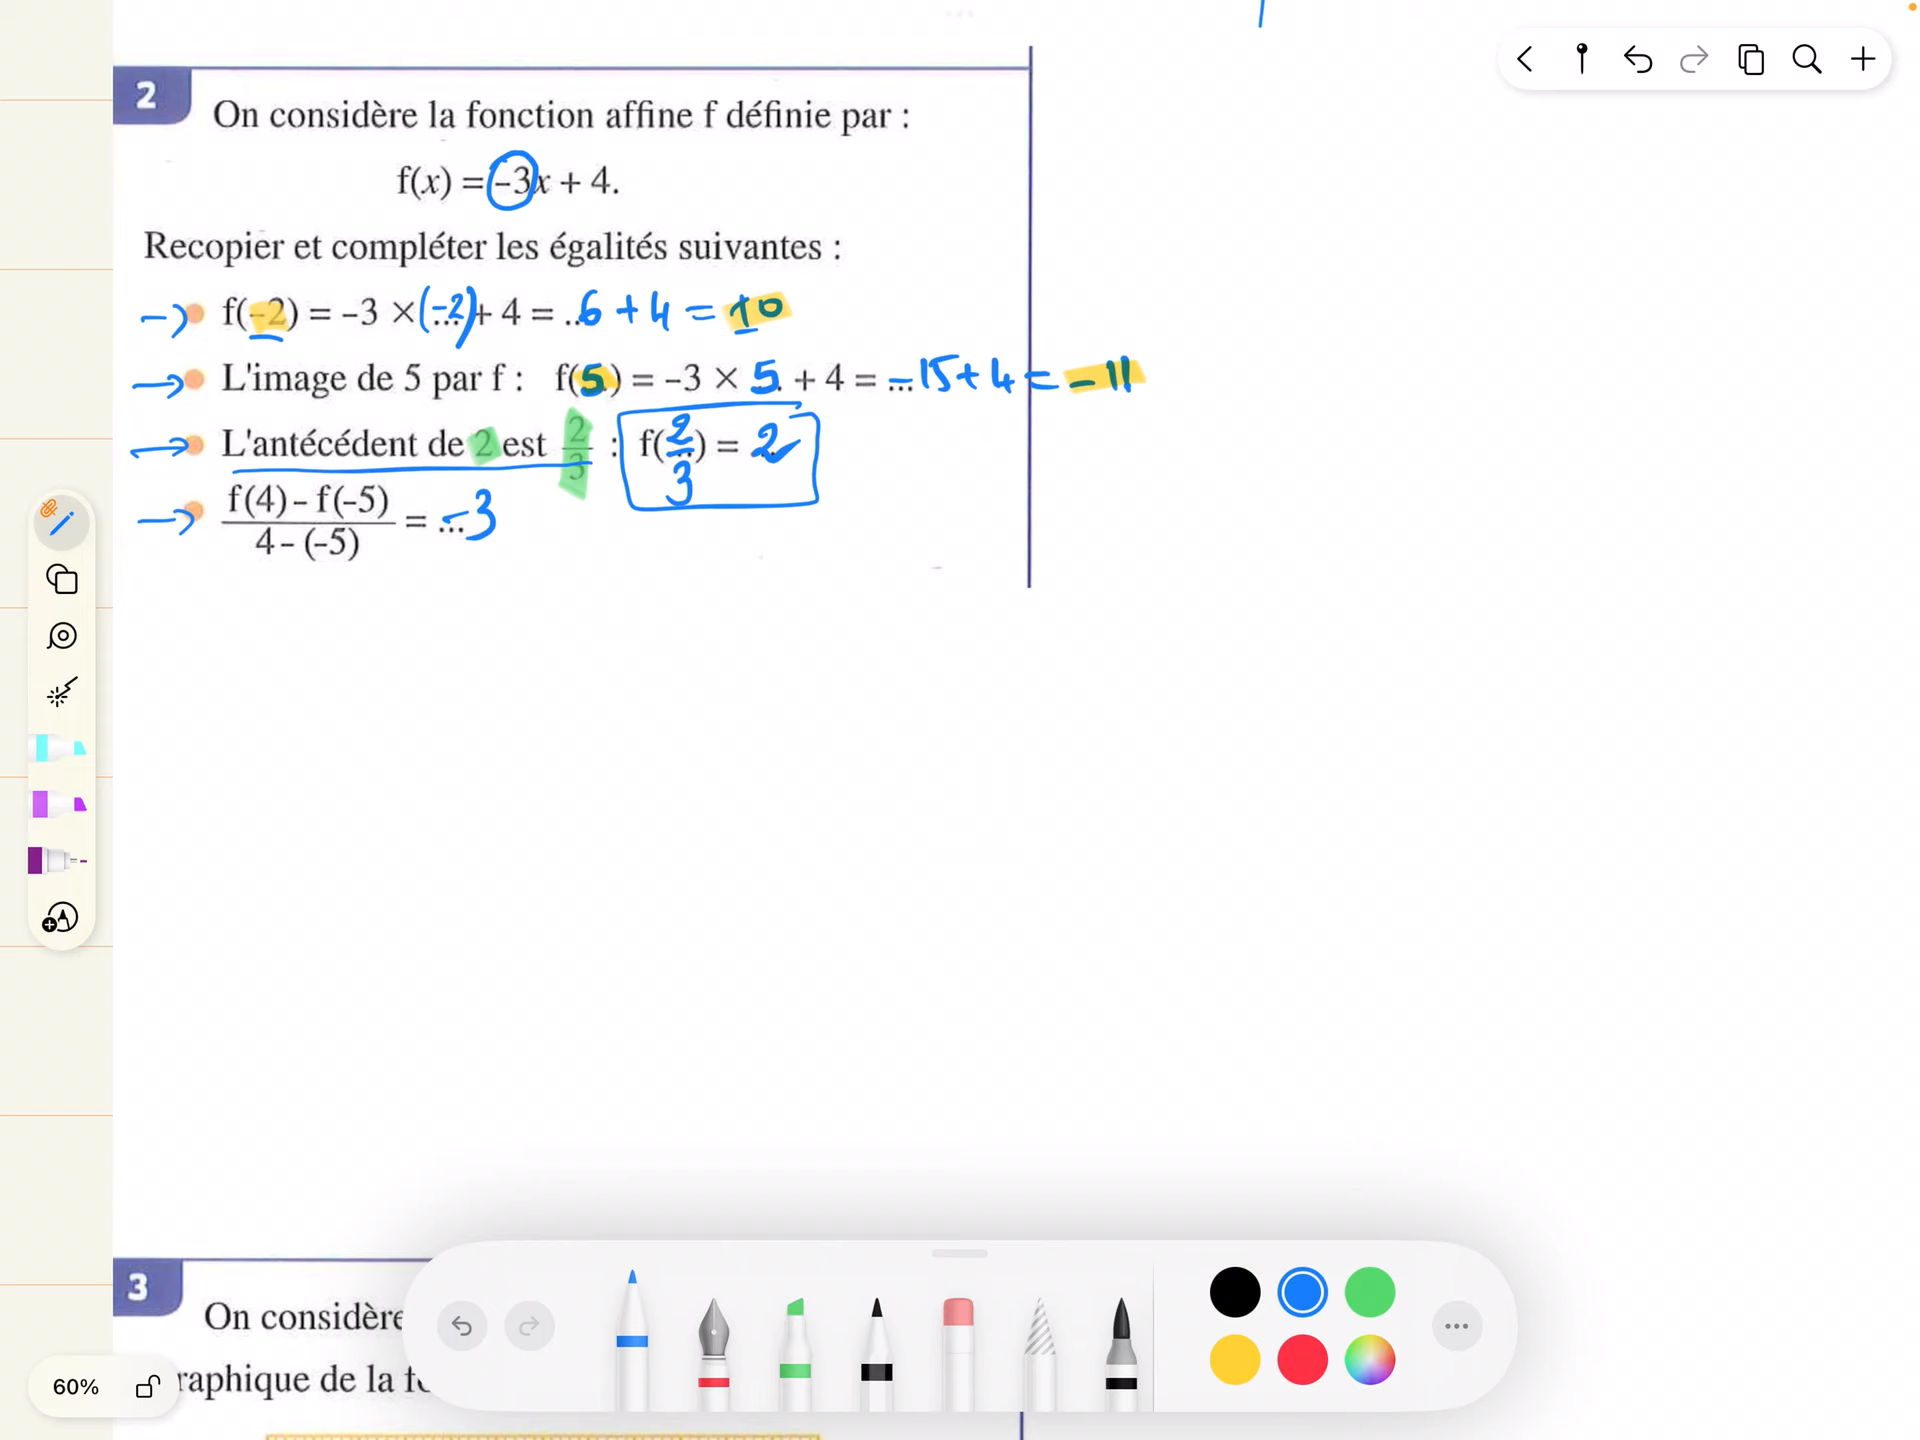 2
On considère la fonction affine f définie par :
f(x) = -3x + 4.
Recopier et compléter les égalités suivantes :
→ • f(-2) = -3 × (-2) + 4 = ..6 + 4 = 10
→ • L'image de 5 par f : f(5) = -3 × 5 + 4 = ...-15 + 4 = -11
→ • L'antécédent de 2 est 2/3 : f(2/3) = 2
→ • (f(4) - f(-5))/(4 - (-5)) = ...-3
3
On considère
raphique de la fo
60%